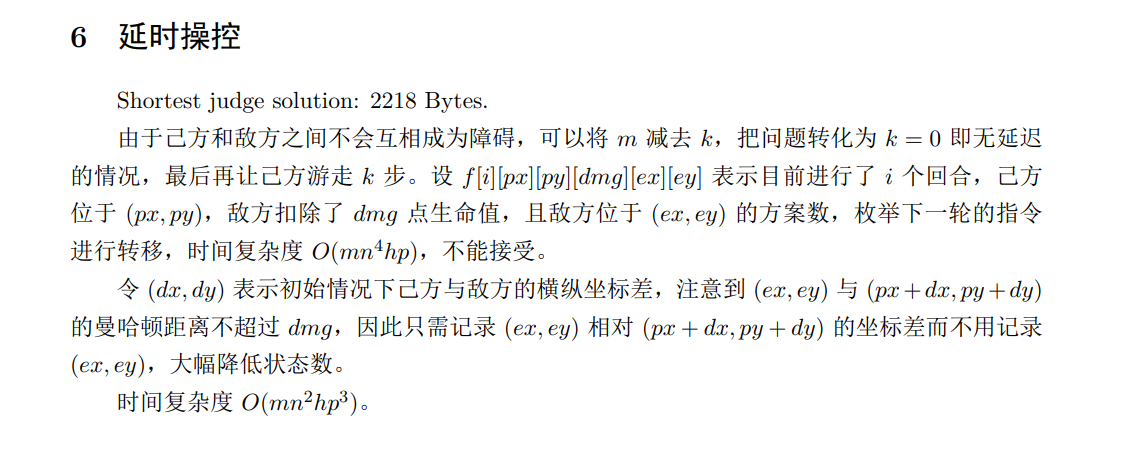 6 延时操控
Shortest judge solution: 2218 Bytes.
由于己方和敌方之间不会互相成为障碍，可以将 m 减去 k，把问题转化为 k = 0 即无延迟
的情况，最后再让己方游走 k 步。设 f[i][px][py][dmg][ex][ey] 表示目前进行了 i 个回合，己方
位于 (px, py)，敌方扣除了 dmg 点生命值，且敌方位于 (ex, ey) 的方案数，枚举下一轮的指令
进行转移，时间复杂度 O(mn⁴hp)，不能接受。
令 (dx, dy) 表示初始情况下己方与敌方的横纵坐标差，注意到 (ex, ey) 与 (px + dx, py + dy)
的曼哈顿距离不超过 dmg，因此只需记录 (ex, ey) 相对 (px + dx, py + dy) 的坐标差而不用记录
(ex, ey)，大幅降低状态数。
时间复杂度 O(mn²hp³)。